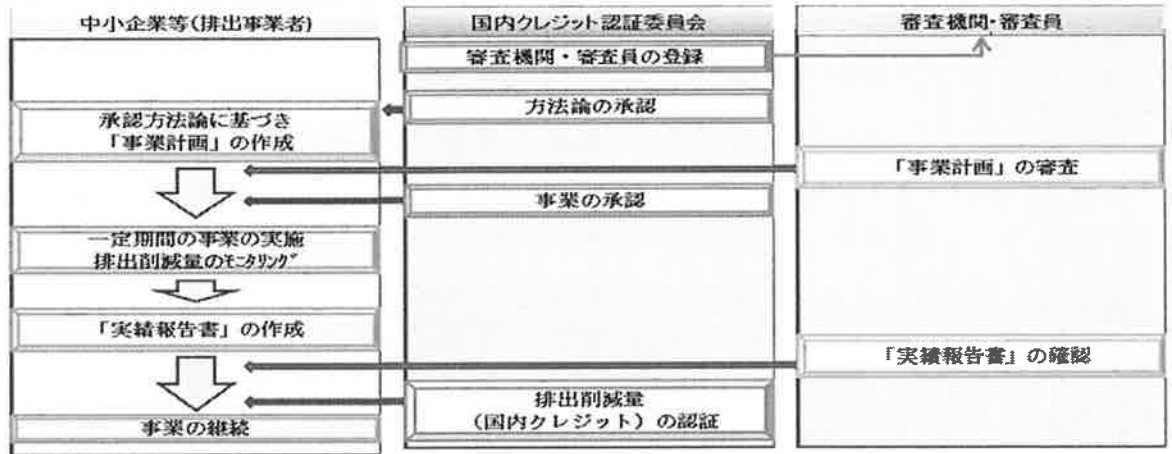 中小企業等(排出事業者)
国内クレジット認証委員会
審査機関・審査員
審査機関・審査員の登録
方法論の承認
承認方法論に基づき
「事業計画」の作成
「事業計画」の審査
事業の承認
一定期間の事業の実施
排出削減量のﾓﾆﾀﾘﾝｸﾞ
「実績報告書」の作成
「実績報告書」の確認
排出削減量
(国内クレジット)の認証
事業の継続